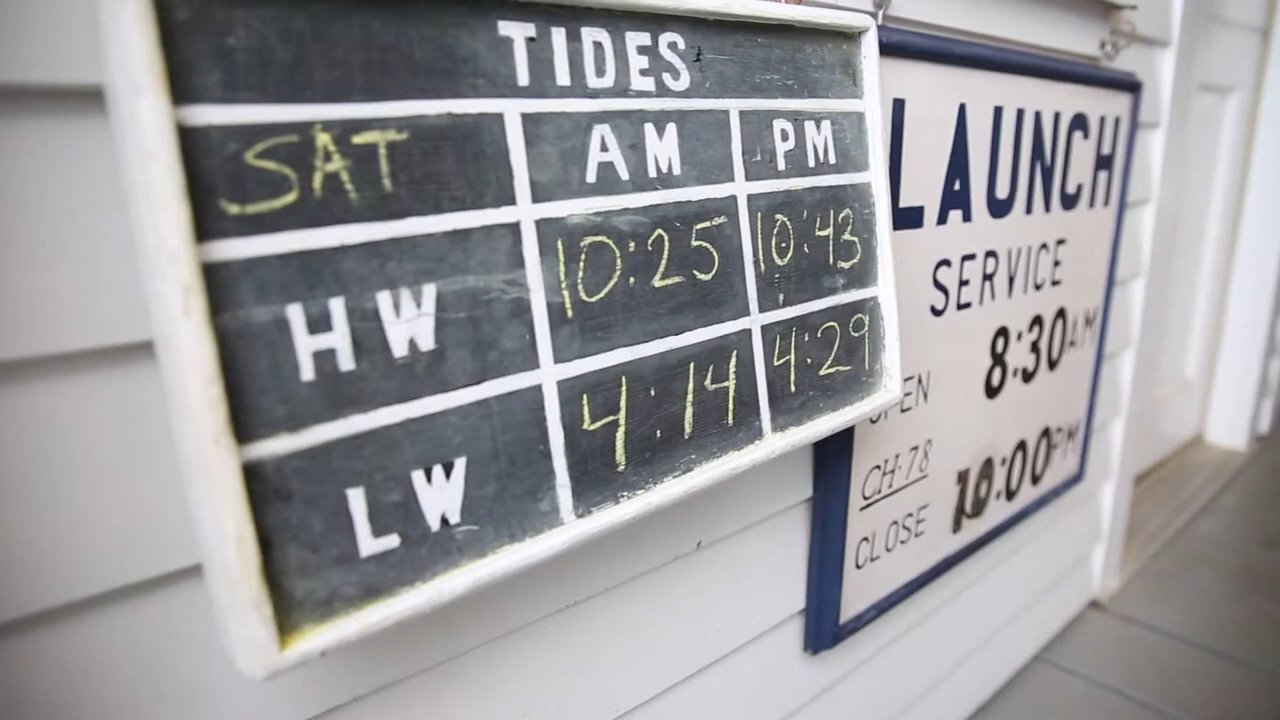 TIDES
SAT AM PM
HW 10:25 10:43
LW 4:14 4:29
LAUNCH
SERVICE
8:30AM
OPEN
CH·78
CLOSE 10:00PM